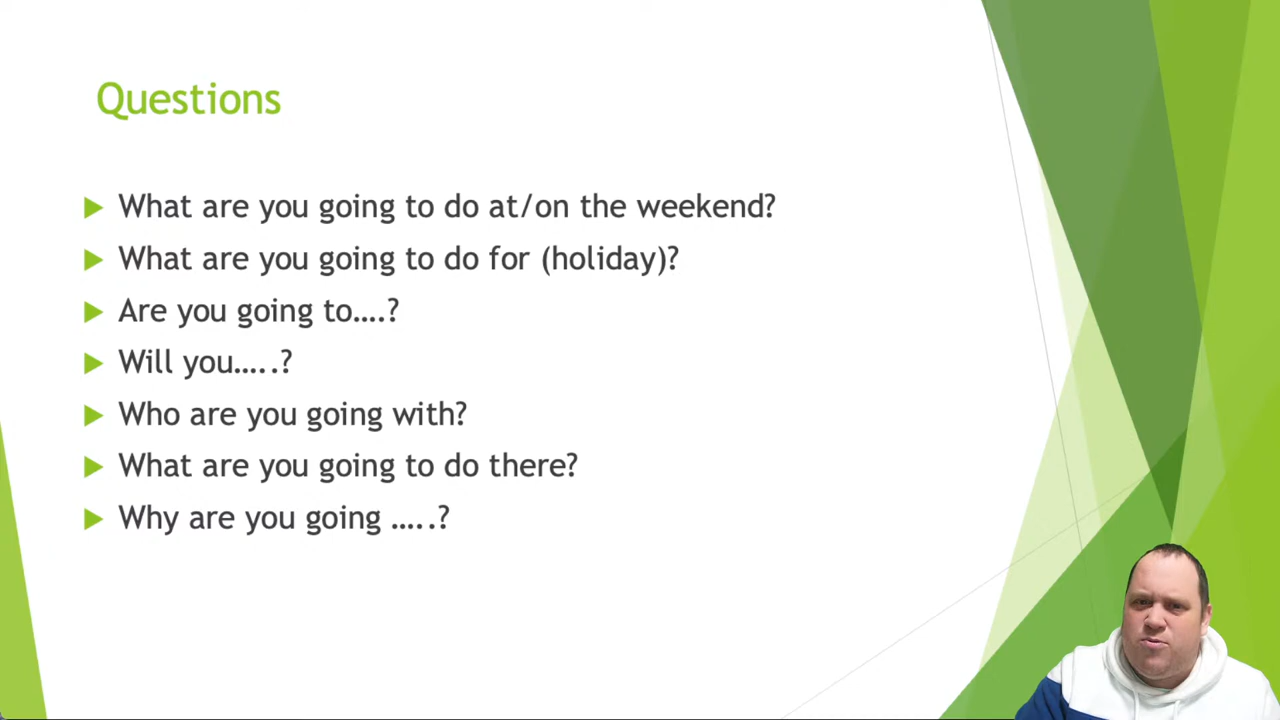 Questions
What are you going to do at/on the weekend?
What are you going to do for (holiday)?
Are you going to….?
Will you…..?
Who are you going with?
What are you going to do there?
Why are you going …..?